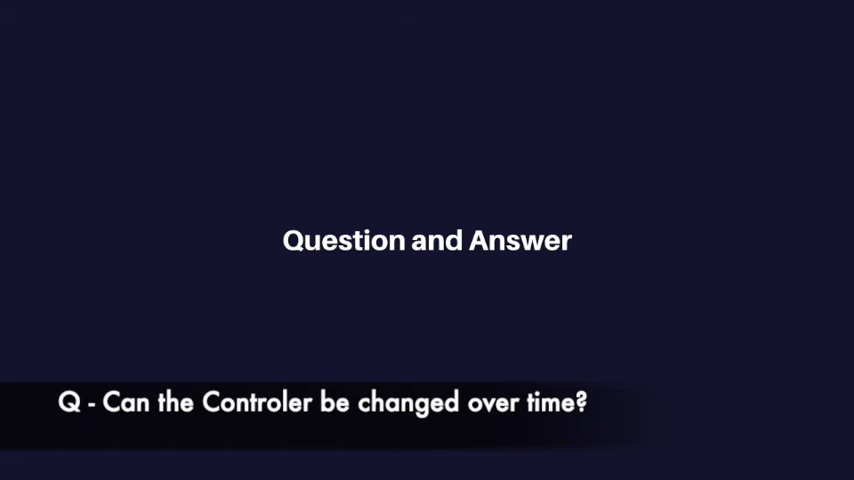 Question and Answer
Q - Can the Controler be changed over time?